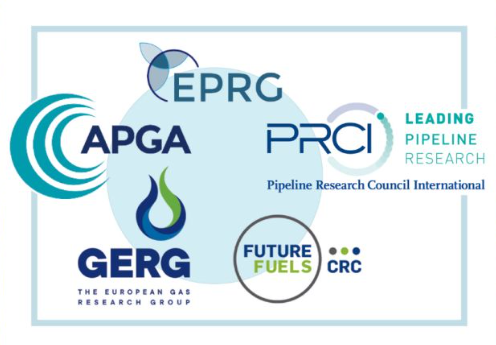 EPRG
APGA
PRCI
LEADING
PIPELINE
RESEARCH
Pipeline Research Council International
GERG
THE EUROPEAN GAS
RESEARCH GROUP
FUTURE
FUELS
CRC